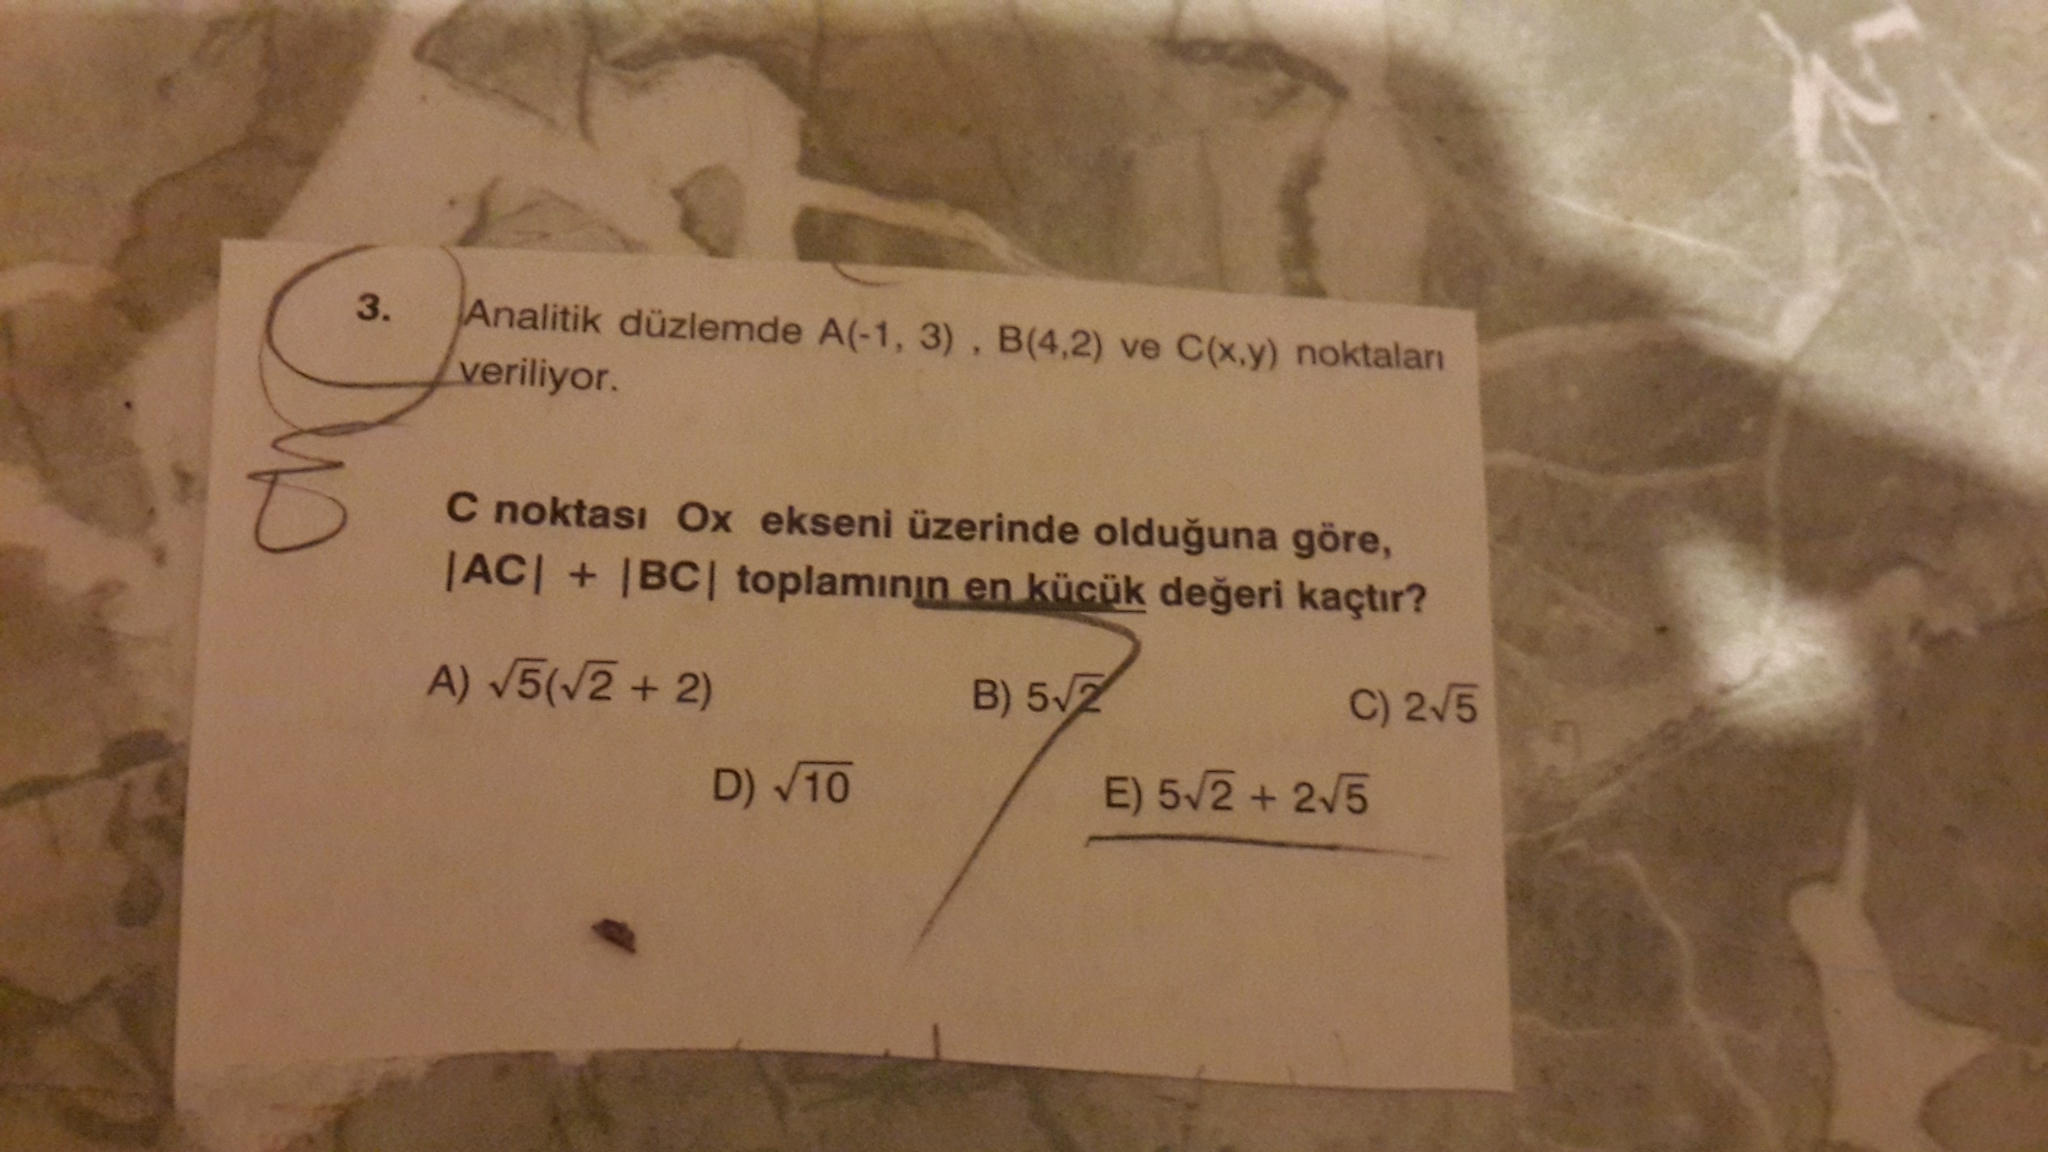 3. Analitik düzlemde A(-1, 3) , B(4,2) ve C(x,y) noktaları
veriliyor.
C noktası Ox ekseni üzerinde olduğuna göre,
|AC| + |BC| toplamının en küçük değeri kaçtır?
A) √5(√2 + 2) B) 5√2 C) 2√5
D) √10 E) 5√2 + 2√5